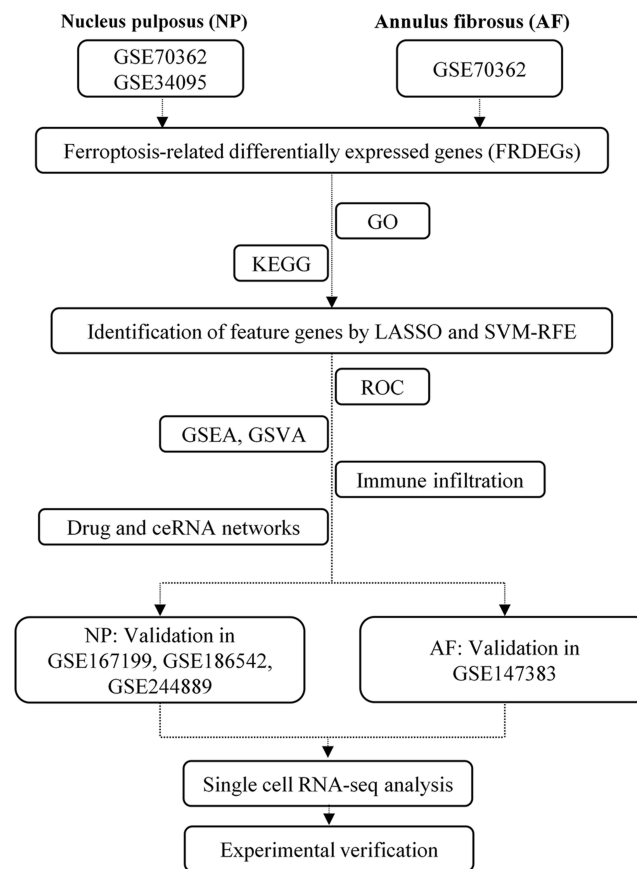 Nucleus pulposus (NP)
Annulus fibrosus (AF)
GSE70362
GSE34095
GSE70362
Ferroptosis-related differentially expressed genes (FRDEGs)
GO
KEGG
Identification of feature genes by LASSO and SVM-RFE
ROC
GSEA, GSVA
Immune infiltration
Drug and ceRNA networks
NP: Validation in
GSE167199, GSE186542,
GSE244889
AF: Validation in
GSE147383
Single cell RNA-seq analysis
Experimental verification